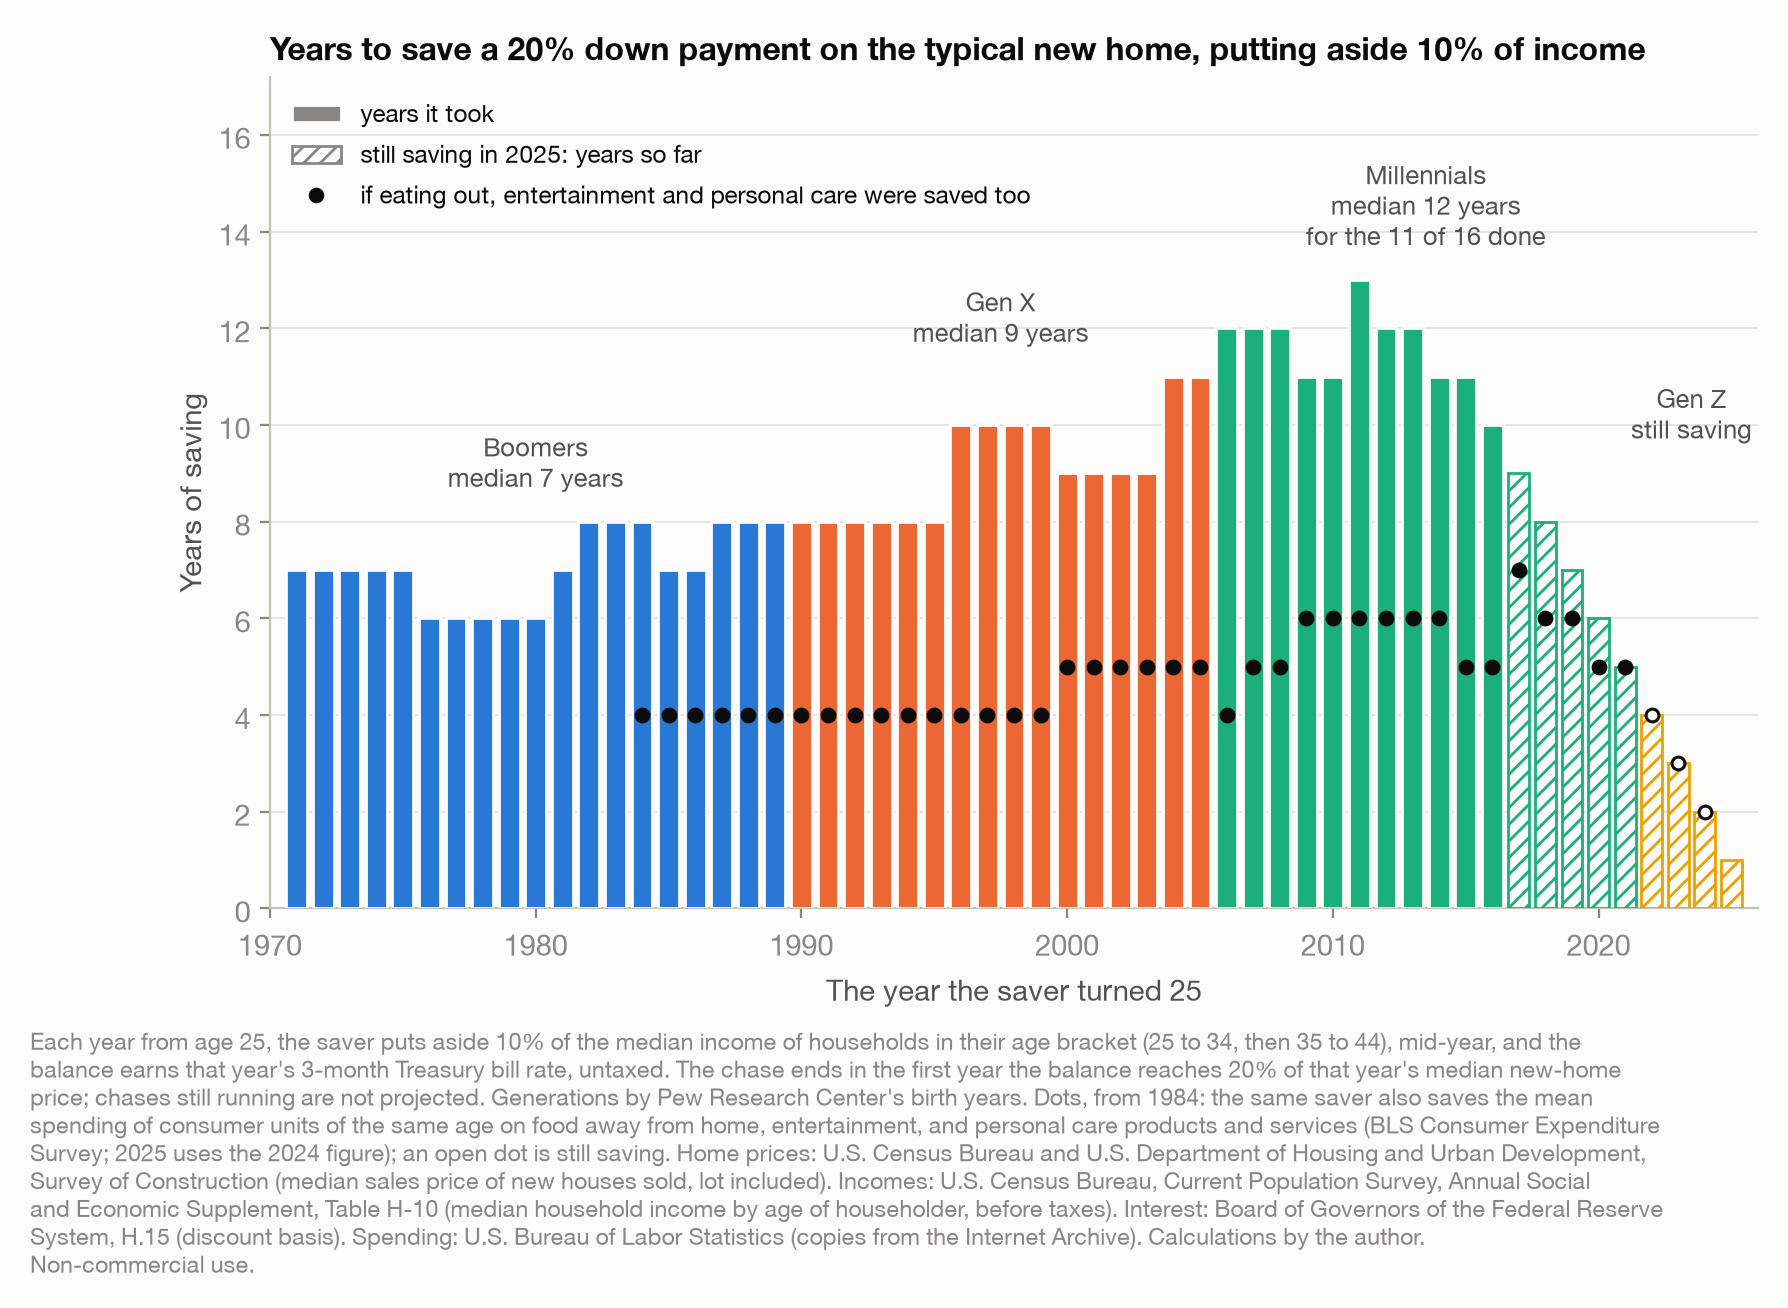 Years to save a 20% down payment on the typical new home, putting aside 10% of income
years it took
still saving in 2025: years so far
if eating out, entertainment and personal care were saved too
Millennials
median 12 years
for the 11 of 16 done
Gen X
median 9 years
Boomers
median 7 years
Gen Z
still saving
Years of saving
16
14
12
10
8
6
4
2
0
1970
1980
1990
2000
2010
2020
The year the saver turned 25
Each year from age 25, the saver puts aside 10% of the median income of households in their age bracket (25 to 34, then 35 to 44), mid-year, and the
balance earns that year's 3-month Treasury bill rate, untaxed. The chase ends in the first year the balance reaches 20% of that year's median new-home
price; chases still running are not projected. Generations by Pew Research Center's birth years. Dots, from 1984: the same saver also saves the mean
spending of consumer units of the same age on food away from home, entertainment, and personal care products and services (BLS Consumer Expenditure
Survey; 2025 uses the 2024 figure); an open dot is still saving. Home prices: U.S. Census Bureau and U.S. Department of Housing and Urban Development,
Survey of Construction (median sales price of new houses sold, lot included). Incomes: U.S. Census Bureau, Current Population Survey, Annual Social
and Economic Supplement, Table H-10 (median household income by age of householder, before taxes). Interest: Board of Governors of the Federal Reserve
System, H.15 (discount basis). Spending: U.S. Bureau of Labor Statistics (copies from the Internet Archive). Calculations by the author.
Non-commercial use.